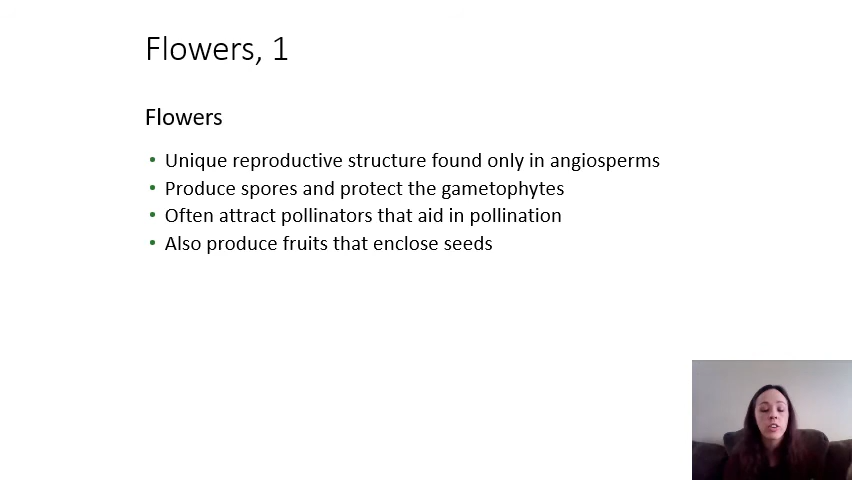 Flowers, 1
Flowers
• Unique reproductive structure found only in angiosperms
• Produce spores and protect the gametophytes
• Often attract pollinators that aid in pollination
• Also produce fruits that enclose seeds